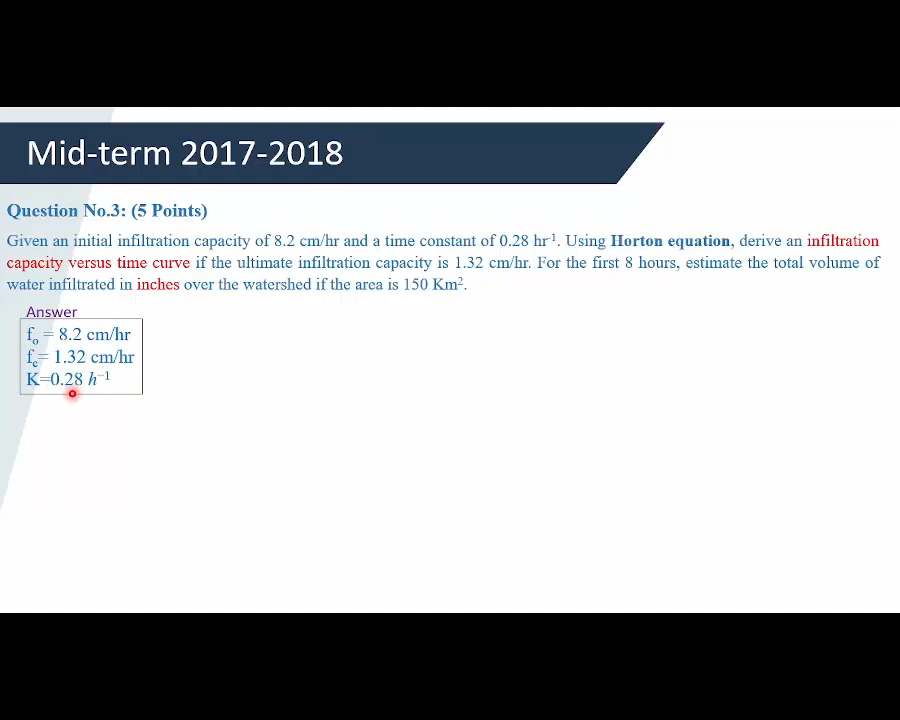 Mid-term 2017-2018
Question No.3: (5 Points)
Given an initial infiltration capacity of 8.2 cm/hr and a time constant of 0.28 hr⁻¹. Using Horton equation, derive an infiltration
capacity versus time curve if the ultimate infiltration capacity is 1.32 cm/hr. For the first 8 hours, estimate the total volume of
water infiltrated in inches over the watershed if the area is 150 Km².
Answer
fₒ = 8.2 cm/hr
f꜀= 1.32 cm/hr
K=0.28 h⁻¹